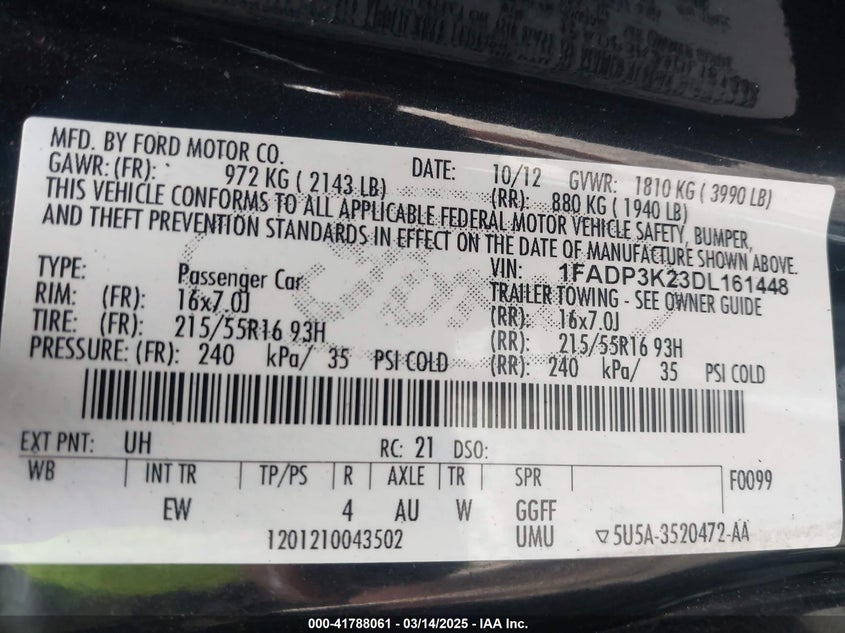 MFD. BY FORD MOTOR CO. DATE: 10/12 GVWR: 1810 KG ( 3990 LB)
GAWR: (FR): 972 KG ( 2143 LB) (RR): 880 KG ( 1940 LB)
THIS VEHICLE CONFORMS TO ALL APPLICABLE FEDERAL MOTOR VEHICLE SAFETY, BUMPER,
AND THEFT PREVENTION STANDARDS IN EFFECT ON THE DATE OF MANUFACTURE SHOWN ABOVE.
VIN: 1FADP3K23DL161448
TYPE: Passenger Car TRAILER TOWING - SEE OWNER GUIDE
RIM: (FR): 16x7.0J (RR): 16x7.0J
TIRE: (FR): 215/55R16 93H (RR): 215/55R16 93H
PRESSURE: (FR): 240 kPa/ 35 PSI COLD (RR): 240 kPa/ 35 PSI COLD
EXT PNT: UH RC: 21 DSO:
WB INT TR TP/PS R AXLE TR SPR F0099
EW 4 AU W GGFF
1201210043502 UMU 5U5A-3520472-AA
Ford
000-41788061 - 03/14/2025 - IAA Inc.